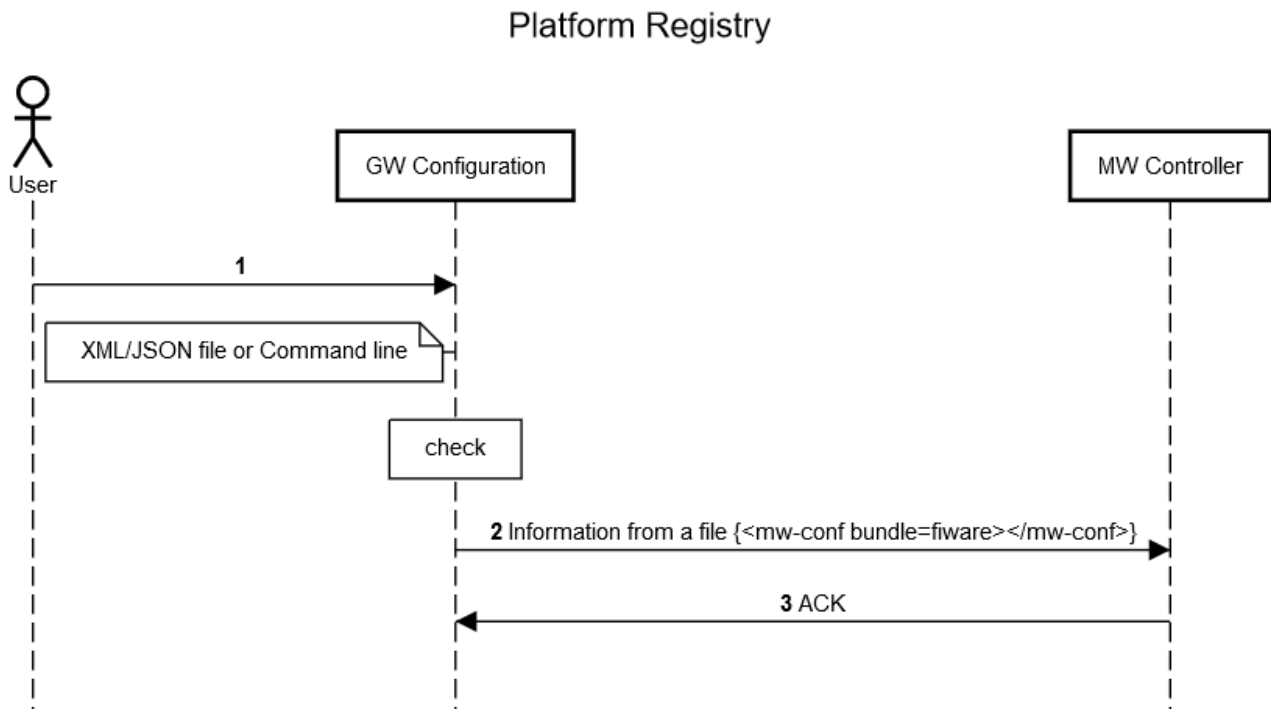 Platform Registry
User
GW Configuration
MW Controller
1
XML/JSON file or Command line
check
2 Information from a file {<mw-conf bundle=fiware></mw-conf>}
3 ACK